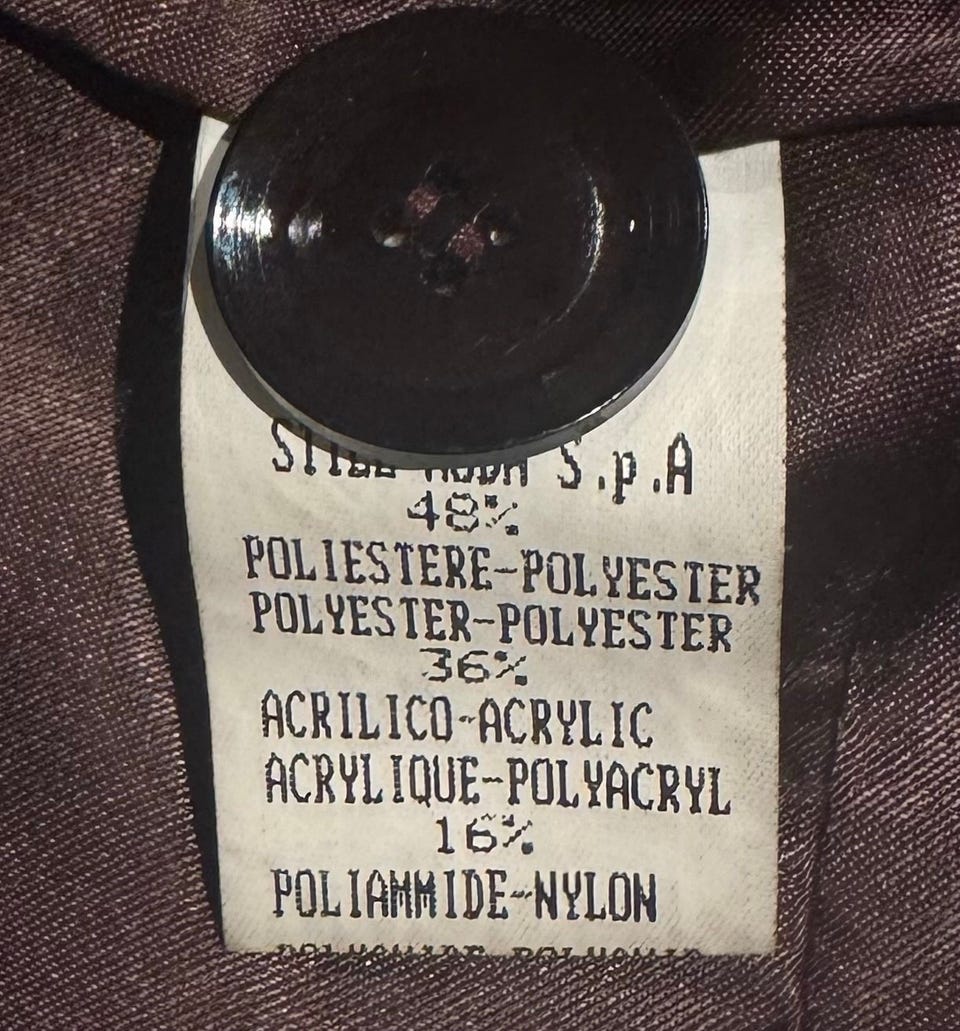 S.p.A
48%
POLIESTERE-POLYESTER
POLYESTER-POLYESTER
36%
ACRILICO-ACRYLIC
ACRYLIQUE-POLYACRYL
16%
POLIAMMIDE-NYLON